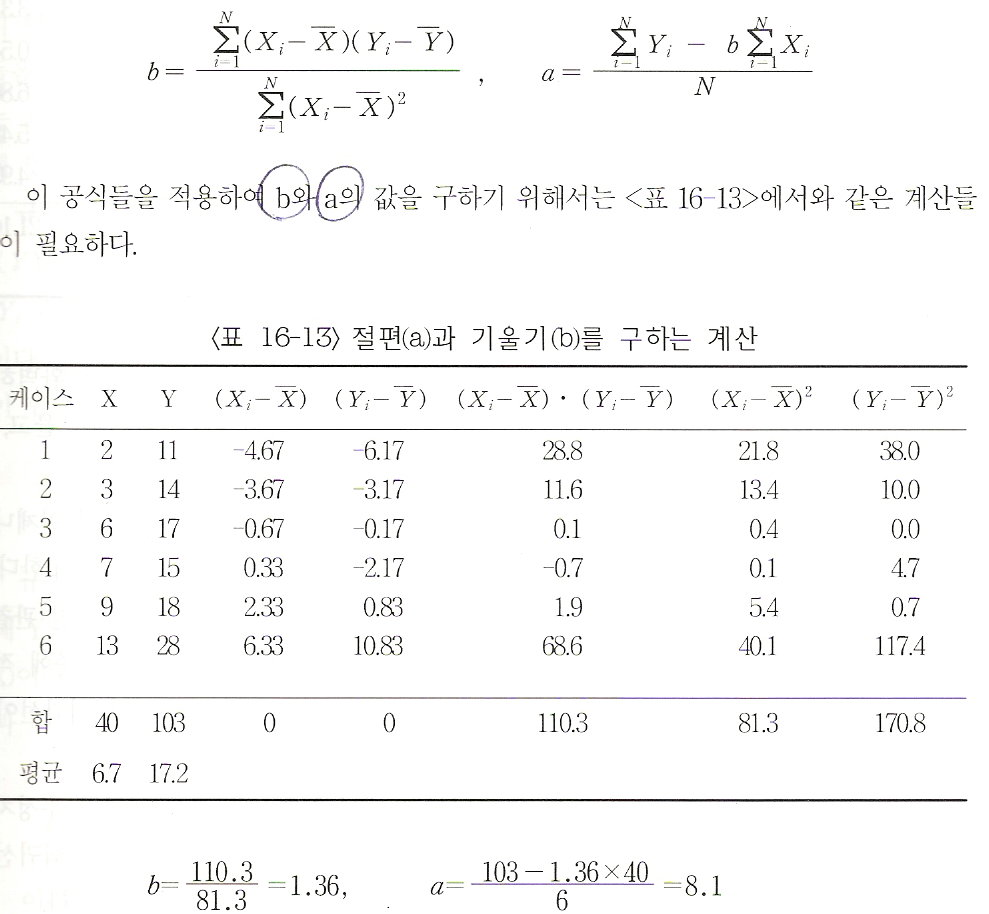 b = \frac{\sum_{i=1}^{N}(X_i-\overline{X})(Y_i-\overline{Y})}{\sum_{i=1}^{N}(X_i-\overline{X})^2} , a = \frac{\sum_{i=1}^{N}Y_i - b\sum_{i=1}^{N}X_i}{N}
이 공식들을 적용하여 b와 a의 값을 구하기 위해서는 <표 16-13>에서와 같은 계산들
이 필요하다.
〈표 16-13〉 절편(a)과 기울기(b)를 구하는 계산
케이스 X Y (X_i-\overline{X}) (Y_i-\overline{Y}) (X_i-\overline{X})·(Y_i-\overline{Y}) (X_i-\overline{X})^2 (Y_i-\overline{Y})^2
1 2 11 -4.67 -6.17 28.8 21.8 38.0
2 3 14 -3.67 -3.17 11.6 13.4 10.0
3 6 17 -0.67 -0.17 0.1 0.4 0.0
4 7 15 0.33 -2.17 -0.7 0.1 4.7
5 9 18 2.33 0.83 1.9 5.4 0.7
6 13 28 6.33 10.83 68.6 40.1 117.4
합 40 103 0 0 110.3 81.3 170.8
평균 6.7 17.2
b = \frac{110.3}{81.3} = 1.36, a = \frac{103-1.36×40}{6} = 8.1